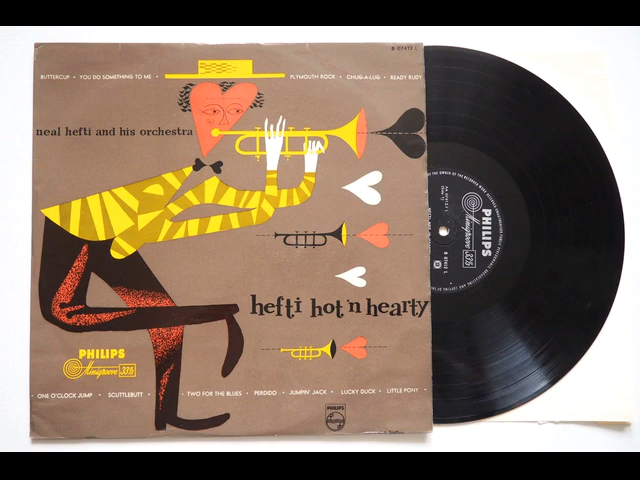 B 07413 L
BUTTERCUP • YOU DO SOMETHING TO ME •
PLYMOUTH ROCK • CHUG-A-LUG • READY RUDY
neal hefti and his orchestra
hefti hot 'n hearty
PHILIPS
Minigroove 33⅓
• ONE O'CLOCK JUMP • SCUTTLEBUTT • TWO FOR THE BLUES • PERDIDO • JUMPIN' JACK • LUCKY DUCK • LITTLE PONY •
PHILIPS
PHILIPS
Minigroove 33⅓